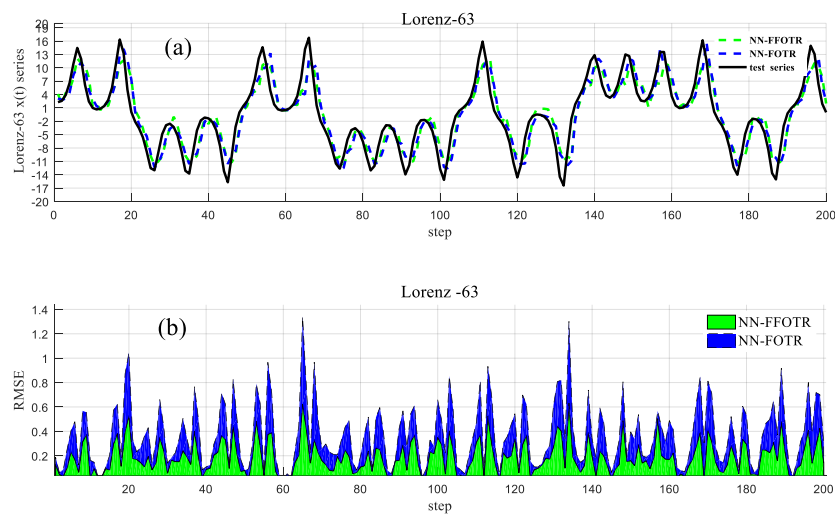 Lorenz-63
20
19
16
13
10
7
4
1
-2
-5
-8
-11
-14
-17
-20
Lorenz-63 x(t) series
(a)
NN-FFOTR
NN-FOTR
test series
0 20 40 60 80 100 120 140 160 180 200
step
Lorenz -63
1.4
1.2
1
0.8
0.6
0.4
0.2
RMSE
(b)
NN-FFOTR
NN-FOTR
20 40 60 80 100 120 140 160 180 200
step